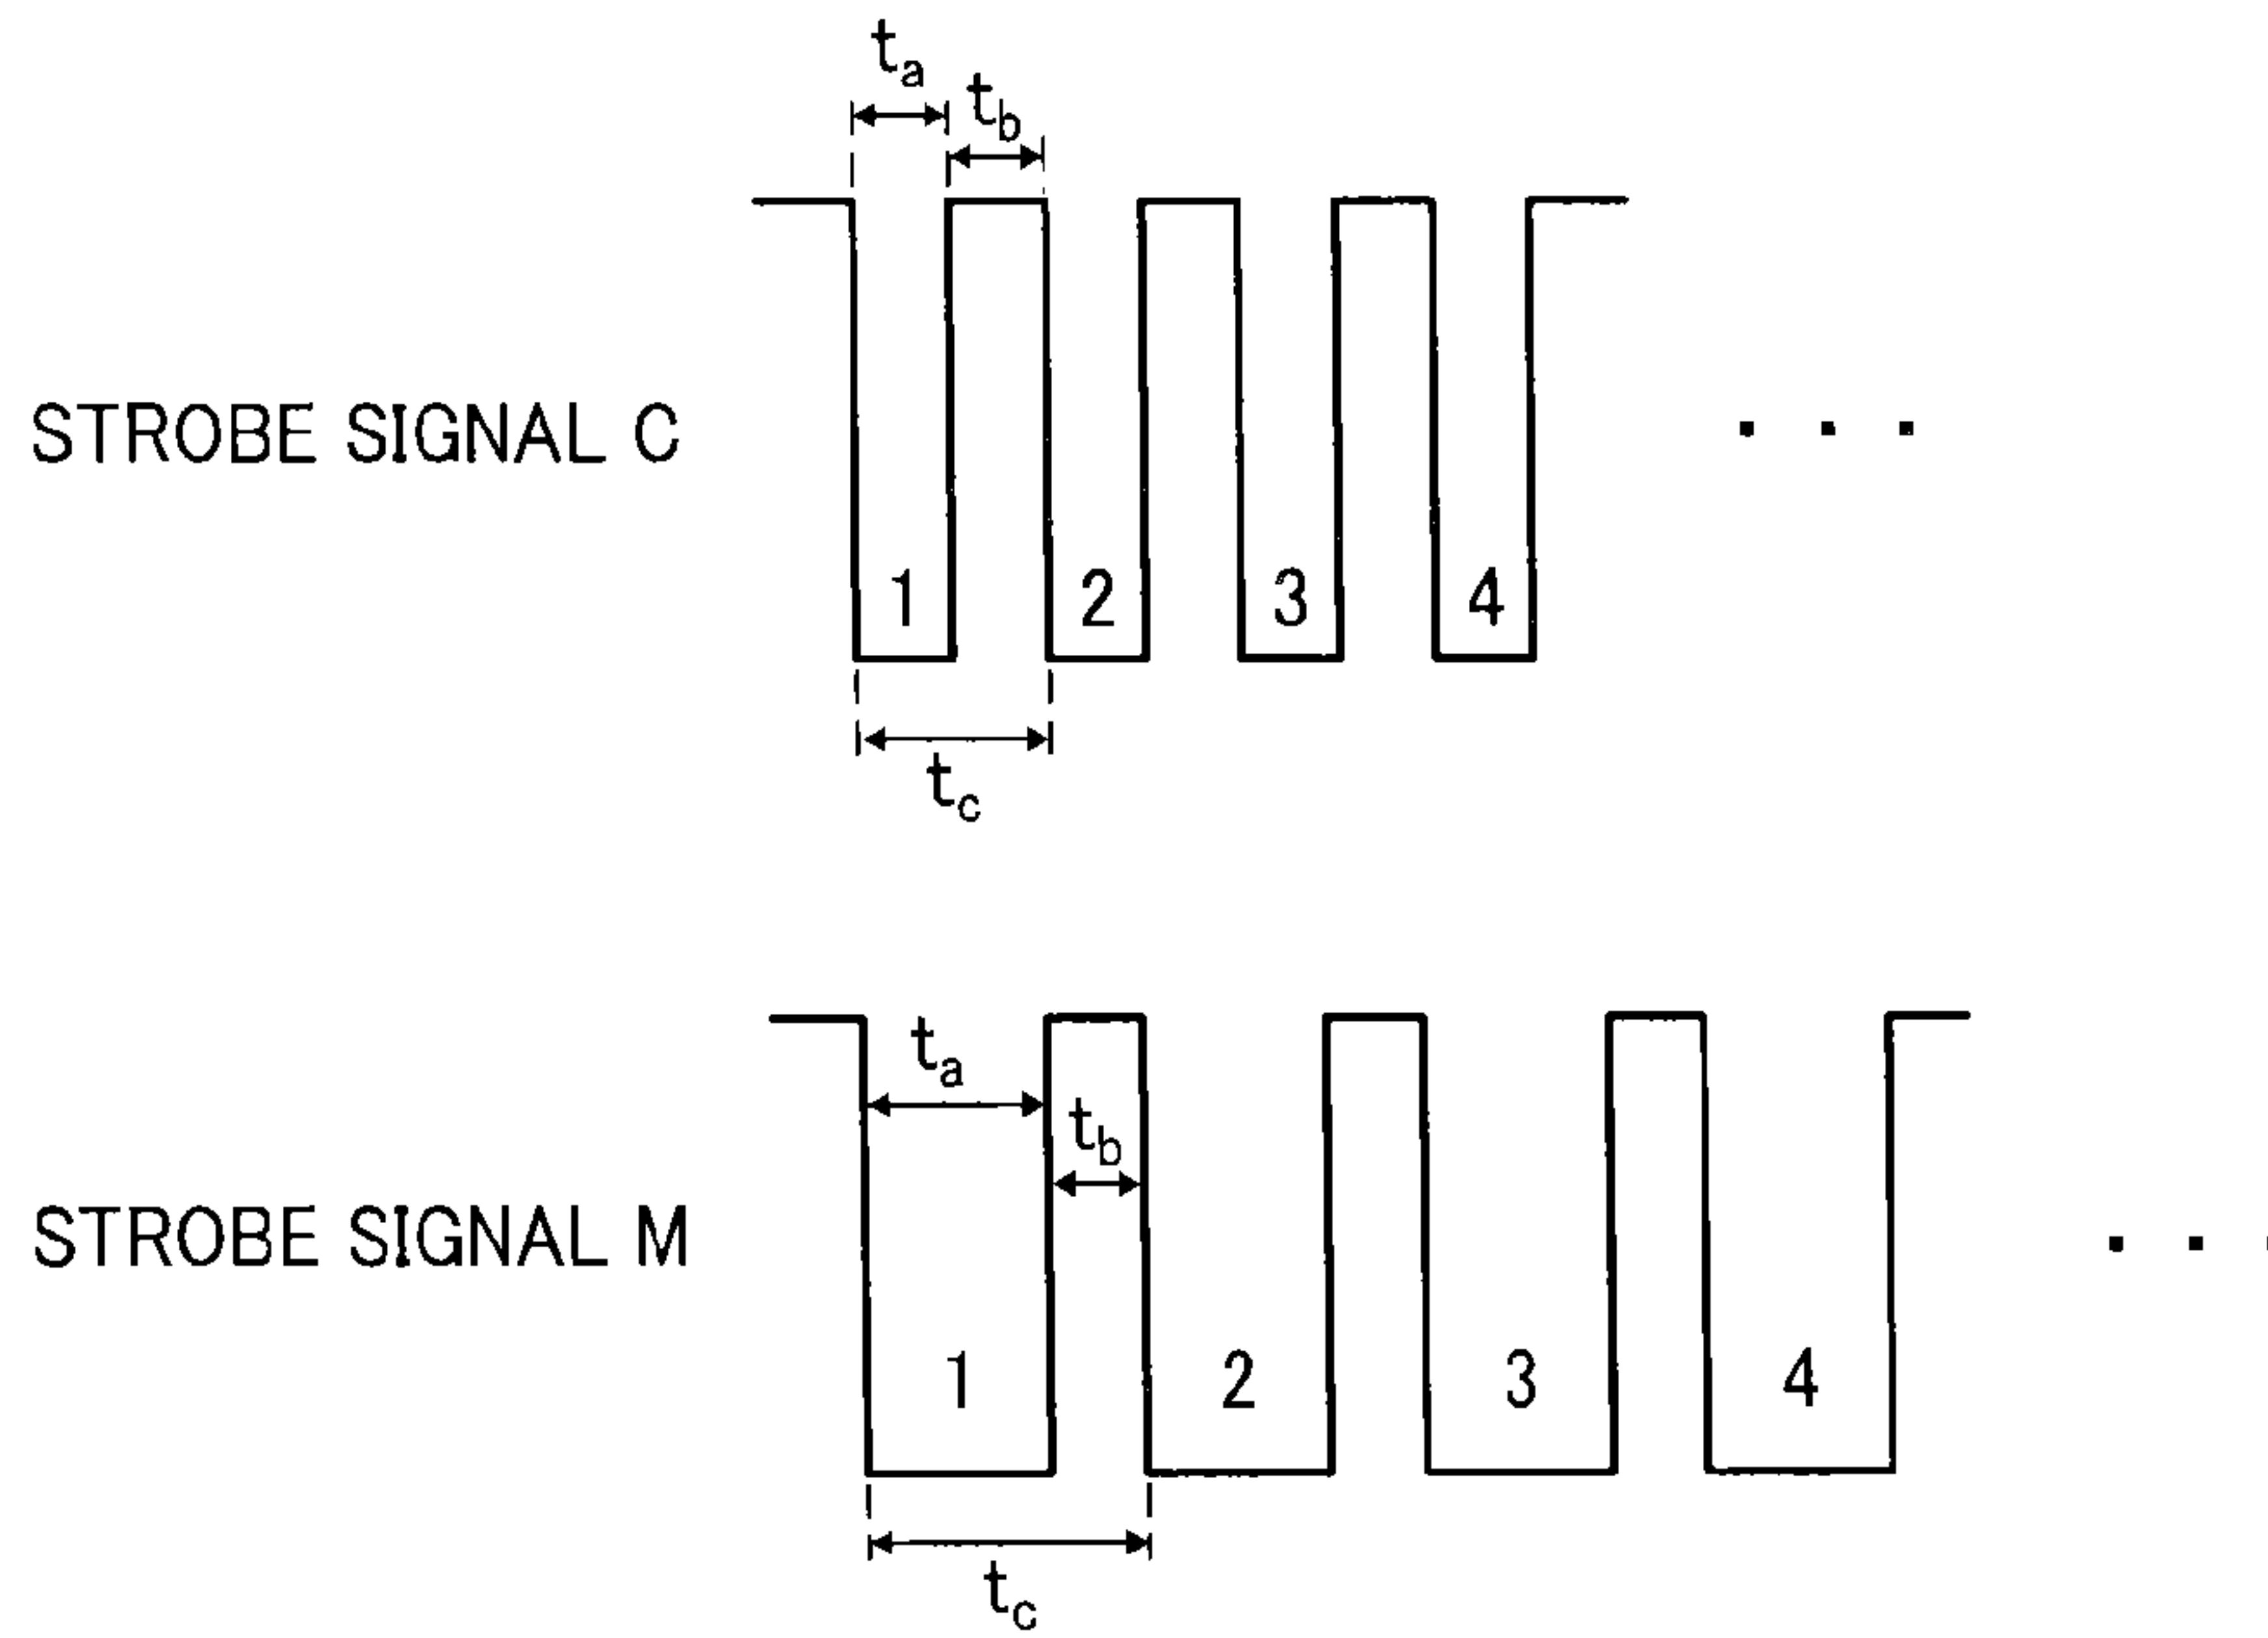 t_a
t_b
STROBE SIGNAL C
1 2 3 4 . . .
t_c
t_a
t_b
STROBE SIGNAL M
1 2 3 4 . . .
t_c